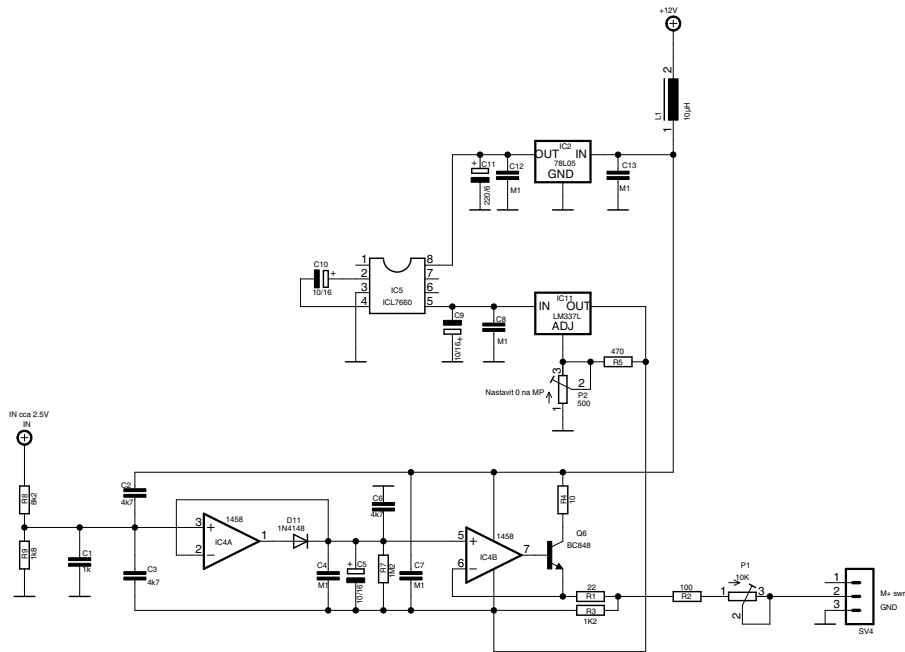 +12V
2
L1
10µH
1
IC2
OUT IN
78L05
GND
+
C11
220/6
C12
M1
C13
M1
C10
+
10/16
1
2
3
4
8
7
6
5
IC5
ICL7660
C9
10/16
+
C8
M1
IC11
IN OUT
LM337L
ADJ
470
R5
3
2
1
P2
500
Nastavit 0 na MP
IN cca 2.5V
IN
R8
8k2
R9
1k8
C1
1k
C2
4k7
C3
4k7
3
+
2
−
1458
IC4A
1
D11
1N4148
C4
M1
+
C5
10/16
C6
4k7
R7
1M2
C7
M1
5
+
6
−
1458
IC4B
7
R4
10
Q6
BC848
22
R1
R3
1K2
100
R2
P1
10K
1
3
2
1
2
3
M+ swr
GND
SV4